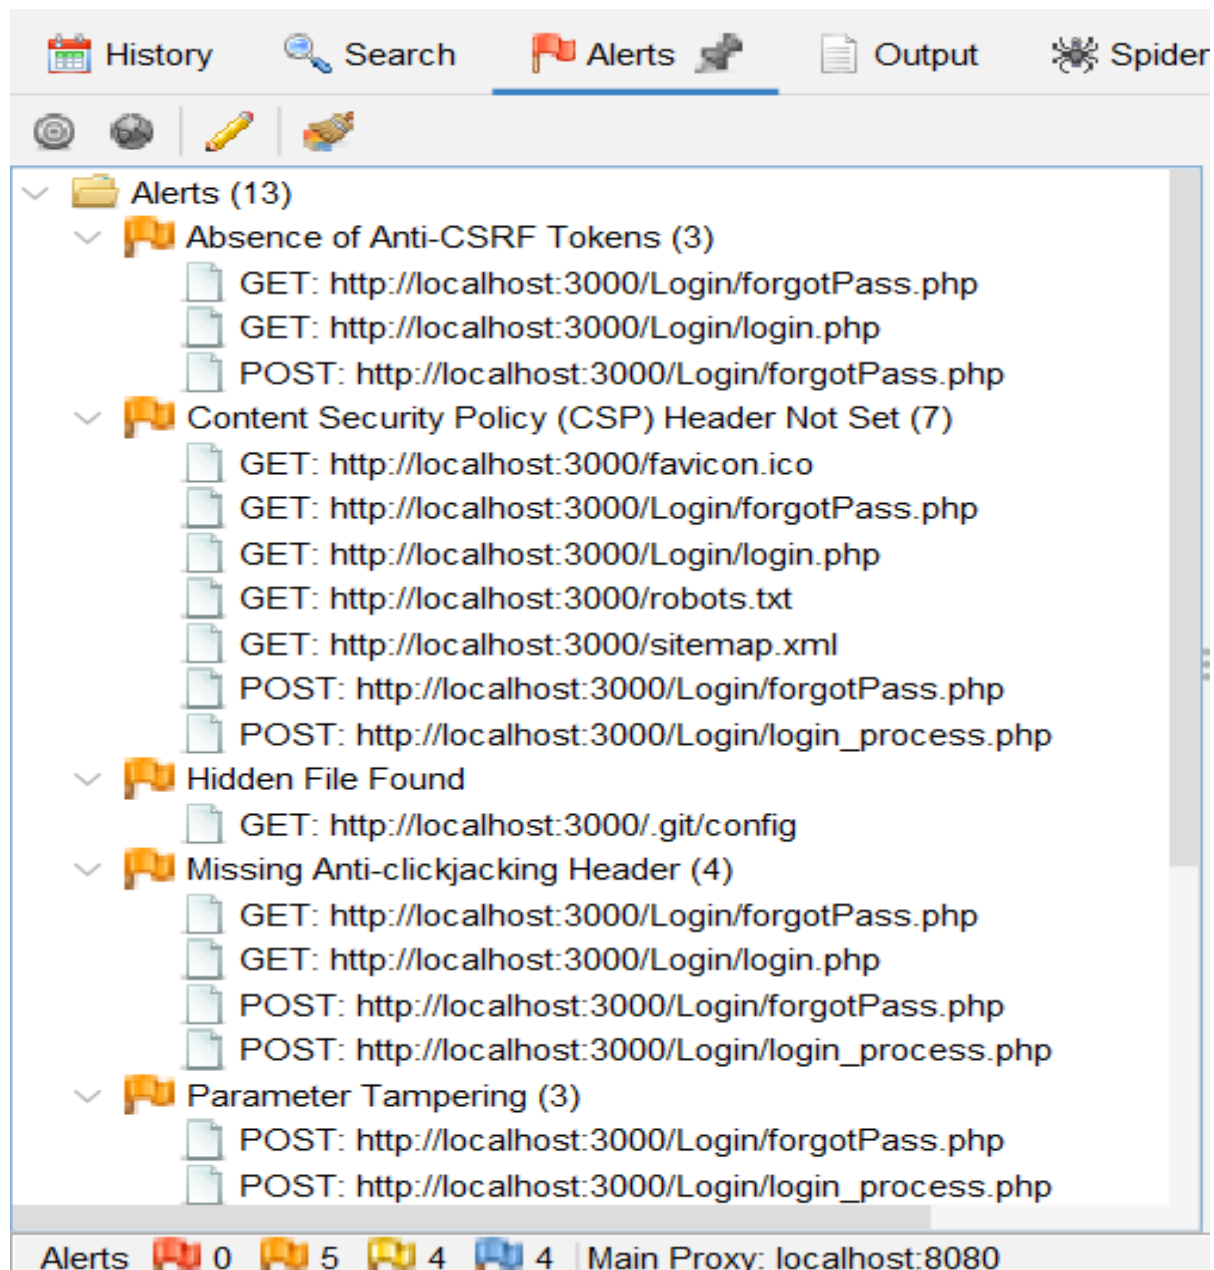 History Search Alerts Output Spider
Alerts (13)
Absence of Anti-CSRF Tokens (3)
GET: http://localhost:3000/Login/forgotPass.php
GET: http://localhost:3000/Login/login.php
POST: http://localhost:3000/Login/forgotPass.php
Content Security Policy (CSP) Header Not Set (7)
GET: http://localhost:3000/favicon.ico
GET: http://localhost:3000/Login/forgotPass.php
GET: http://localhost:3000/Login/login.php
GET: http://localhost:3000/robots.txt
GET: http://localhost:3000/sitemap.xml
POST: http://localhost:3000/Login/forgotPass.php
POST: http://localhost:3000/Login/login_process.php
Hidden File Found
GET: http://localhost:3000/.git/config
Missing Anti-clickjacking Header (4)
GET: http://localhost:3000/Login/forgotPass.php
GET: http://localhost:3000/Login/login.php
POST: http://localhost:3000/Login/forgotPass.php
POST: http://localhost:3000/Login/login_process.php
Parameter Tampering (3)
POST: http://localhost:3000/Login/forgotPass.php
POST: http://localhost:3000/Login/login_process.php
Alerts 0 5 4 4 Main Proxy: localhost:8080